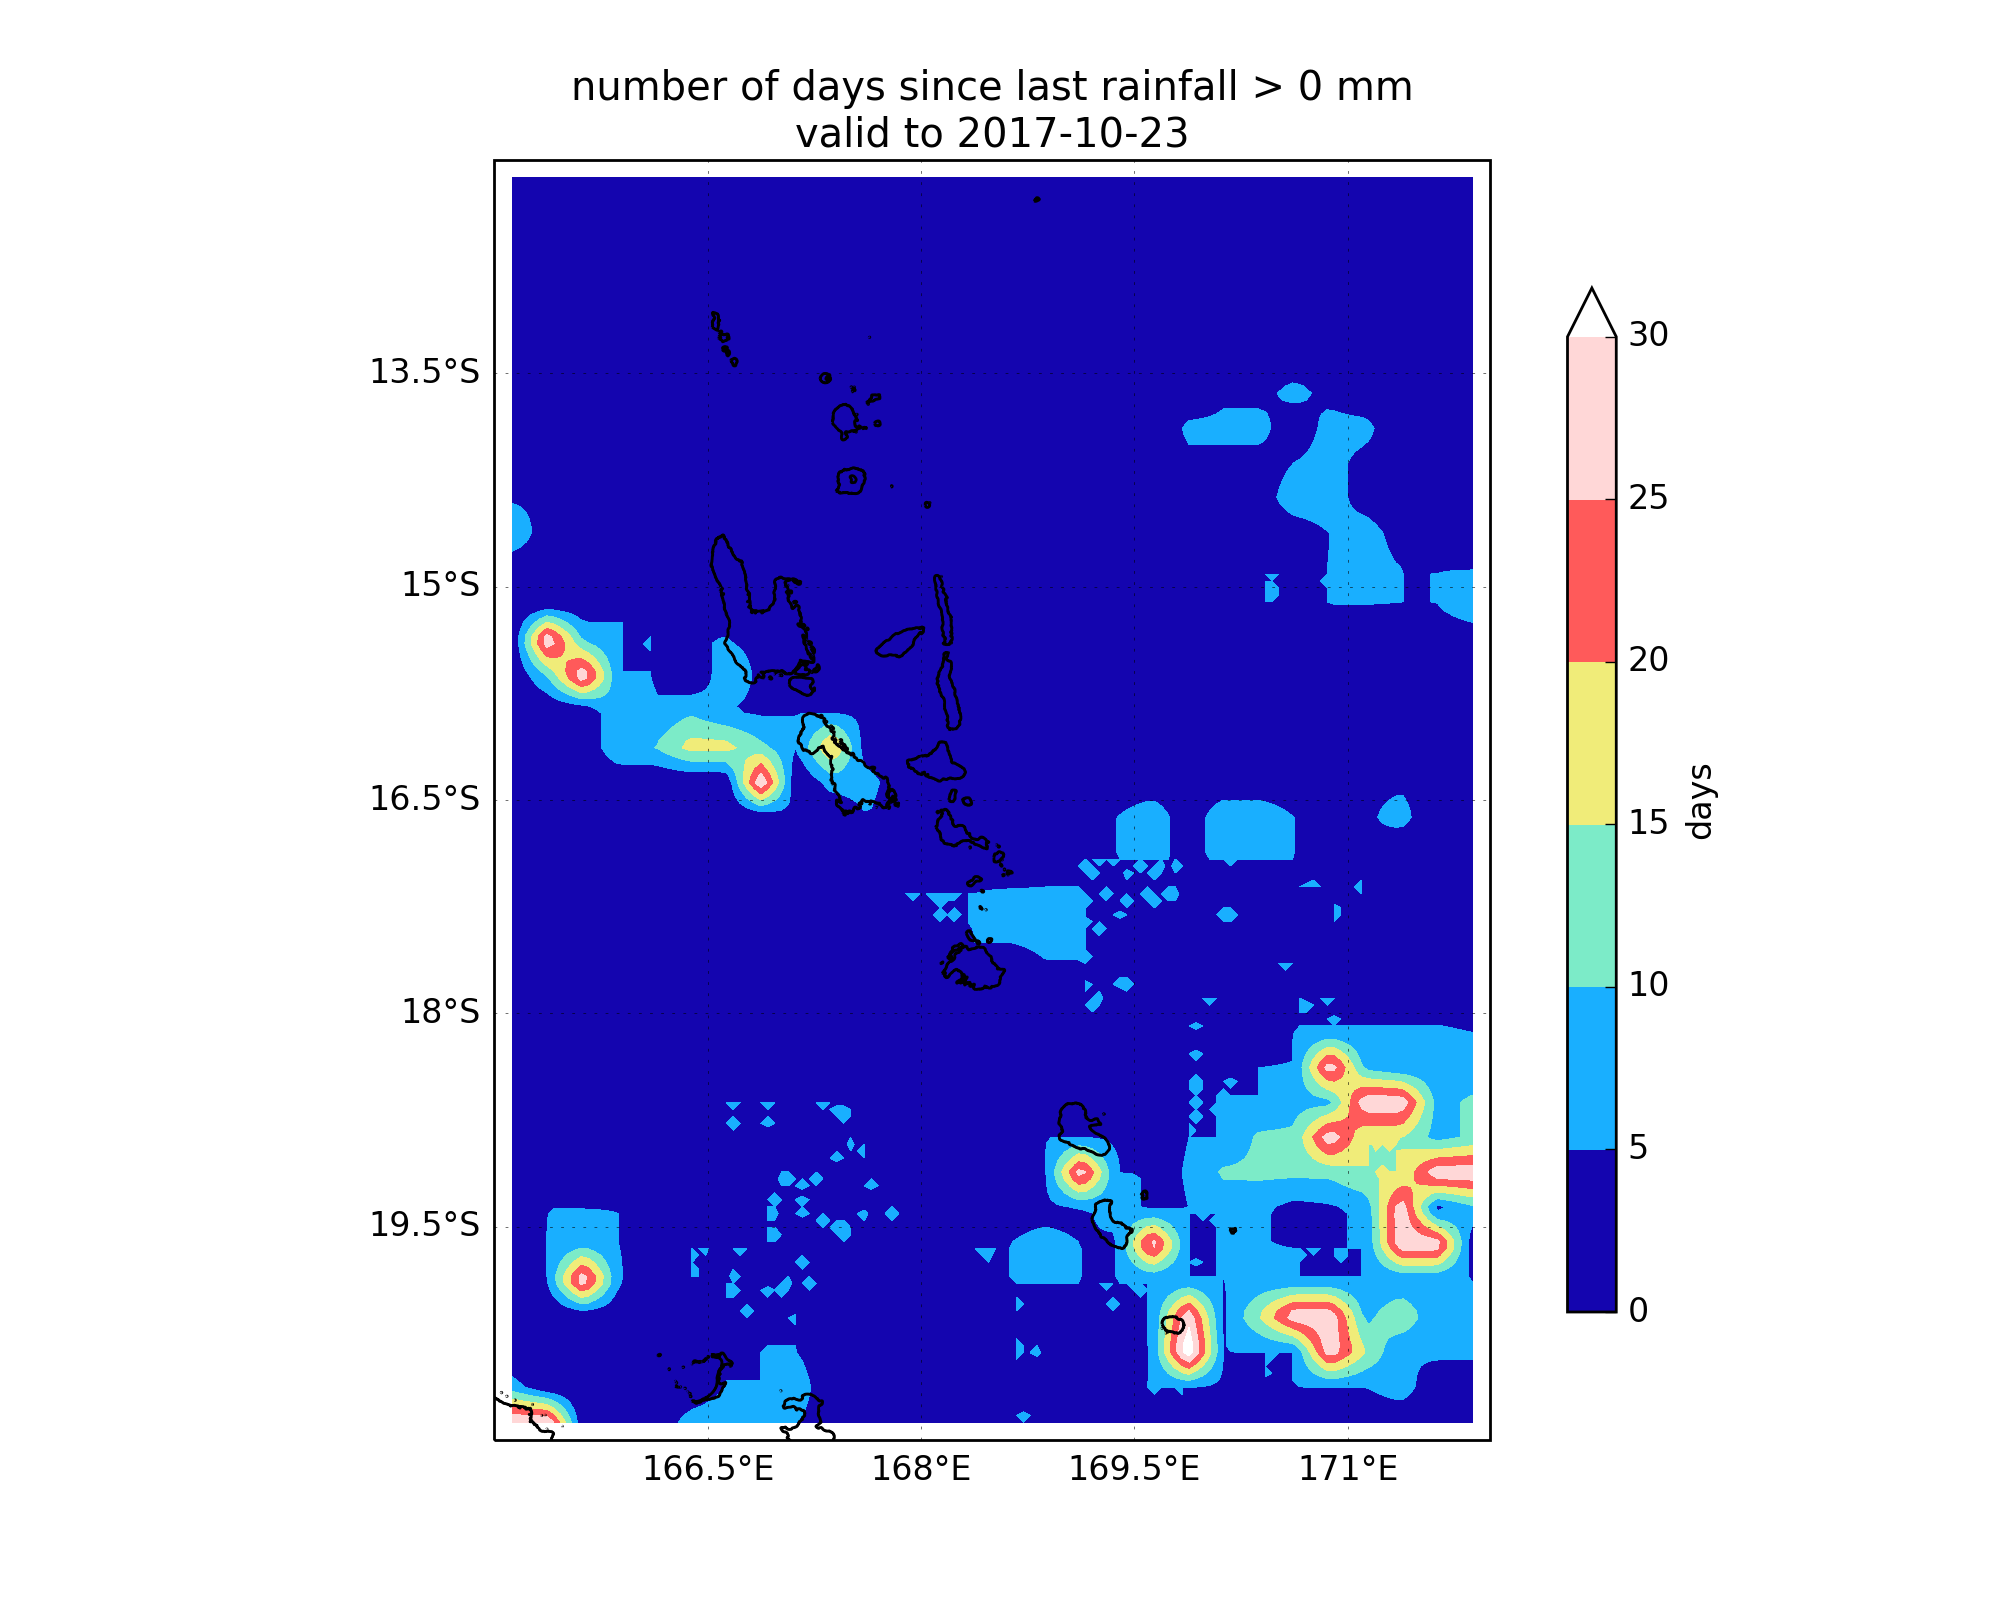 number of days since last rainfall > 0 mm
valid to 2017-10-23
13.5°S
15°S
16.5°S
18°S
19.5°S
166.5°E
168°E
169.5°E
171°E
30
25
20
15
10
5
0
days